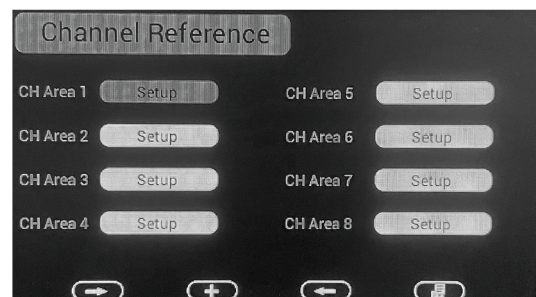 Channel Reference
CH Area 1 Setup
CH Area 2 Setup
CH Area 3 Setup
CH Area 4 Setup
CH Area 5 Setup
CH Area 6 Setup
CH Area 7 Setup
CH Area 8 Setup